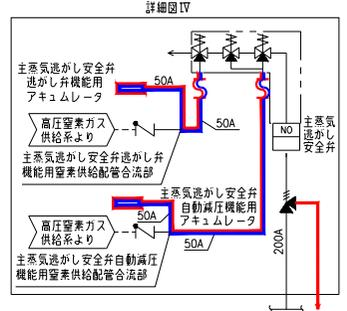 詳細図Ⅳ
主蒸気逃がし安全弁
逃がし弁機能用
アキュムレータ
50A
高圧窒素ガス
供給系より
50A
主蒸気逃がし安全弁逃がし弁
機能用窒素供給配管合流部
NO
主蒸気
逃がし
安全弁
主蒸気逃がし安全弁
自動減圧機能用
アキュムレータ
50A
高圧窒素ガス
供給系より
50A
200A
主蒸気逃がし安全弁自動減圧
機能用窒素供給配管合流部